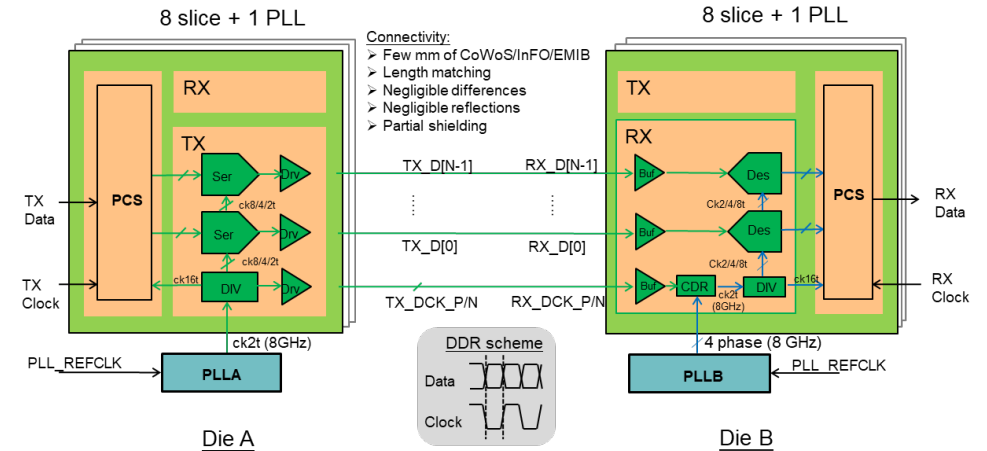 8 slice + 1 PLL
8 slice + 1 PLL
Connectivity:
➢ Few mm of CoWoS/InFO/EMIB
➢ Length matching
➢ Negligible differences
➢ Negligible reflections
➢ Partial shielding
RX
TX
PCS
Ser
Drv
ck8/4/2t
Ser
Drv
ck8/4/2t
ck16t
DIV
Drv
TX
Data
TX
Clock
ck2t (8GHz)
PLL_REFCLK
PLLA
Die A
TX_D[N-1]
RX_D[N-1]
TX_D[0]
RX_D[0]
TX_DCK_P/N
RX_DCK_P/N
DDR scheme
Data
Clock
TX
RX
Buf
Des
Ck2/4/8t
Buf
Des
Ck2/4/8t
Buf
CDR
ck2t
(8GHz)
DIV
ck16t
PCS
RX
Data
RX
Clock
4 phase (8 GHz)
PLLB
PLL_REFCLK
Die B